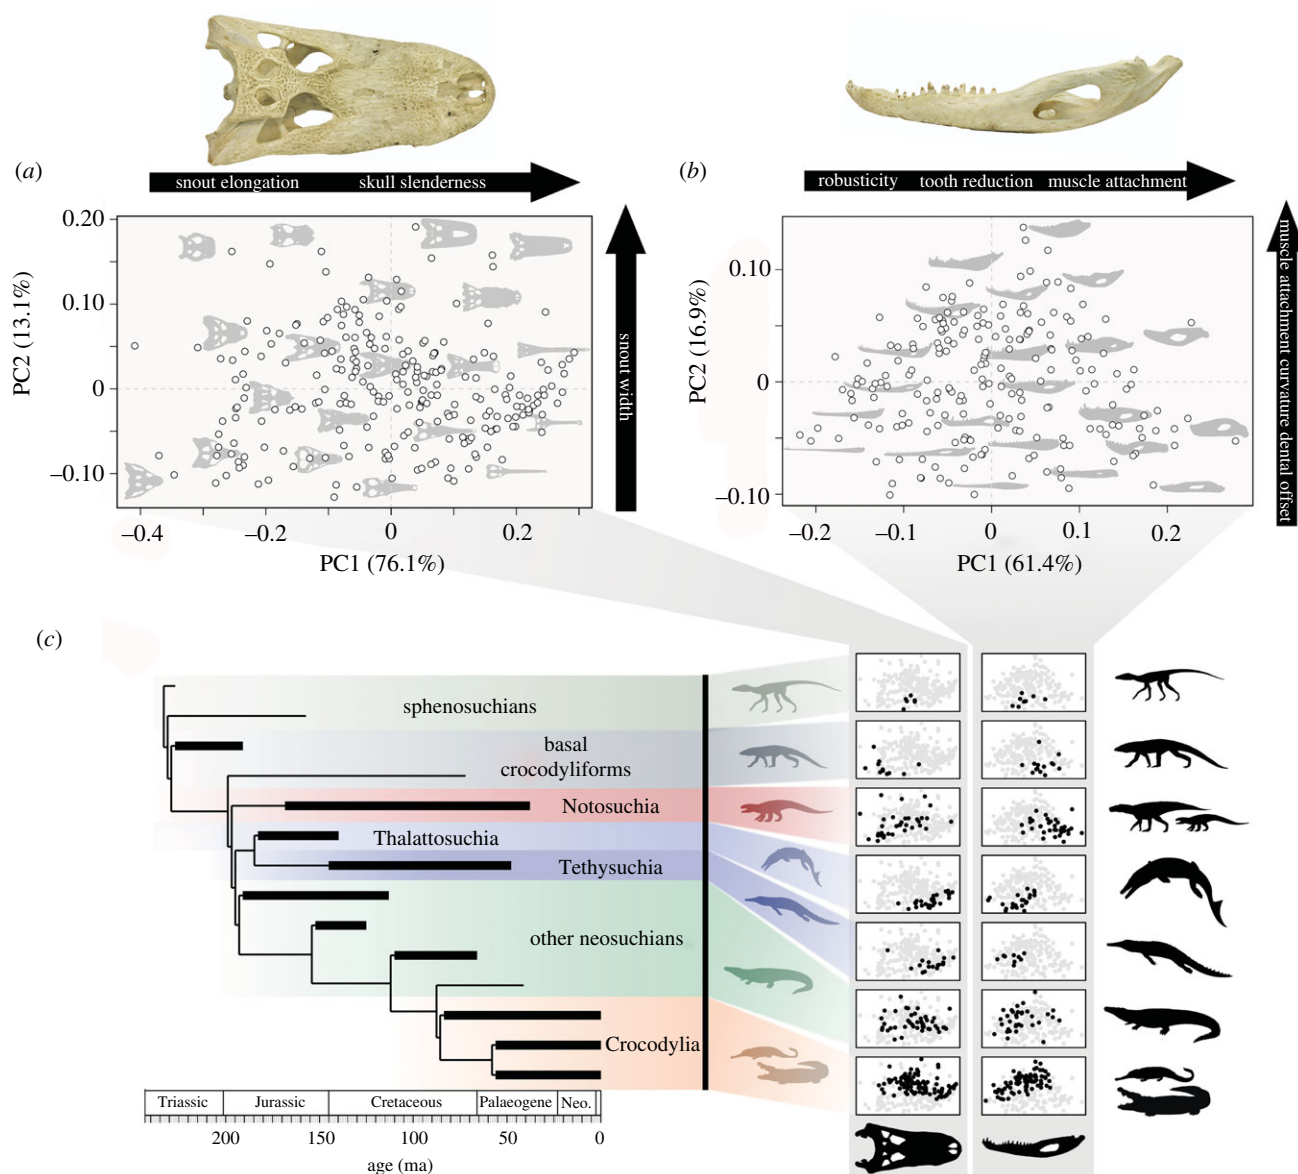 (a)
snout elongation skull slenderness
PC2 (13.1%)
0.20
0.10
0
−0.10
−0.4
−0.2
0
0.2
PC1 (76.1%)
snout width
(b)
robusticity tooth reduction muscle attachment
PC2 (16.9%)
0.10
0
−0.10
−0.2
−0.1
0
0.1
0.2
PC1 (61.4%)
muscle attachment curvature dental offset
(c)
sphenosuchians
basal
crocodyliforms
Notosuchia
Thalattosuchia
Tethysuchia
other neosuchians
Crocodylia
Triassic Jurassic Cretaceous Palaeogene Neo.
200 150 100 50 0
age (ma)